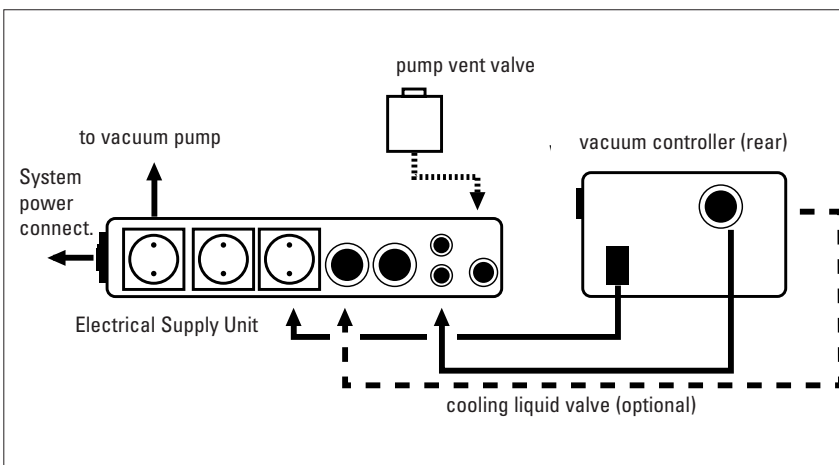 pump vent valve
to vacuum pump
vacuum controller (rear)
System
power
connect.
Electrical Supply Unit
cooling liquid valve (optional)